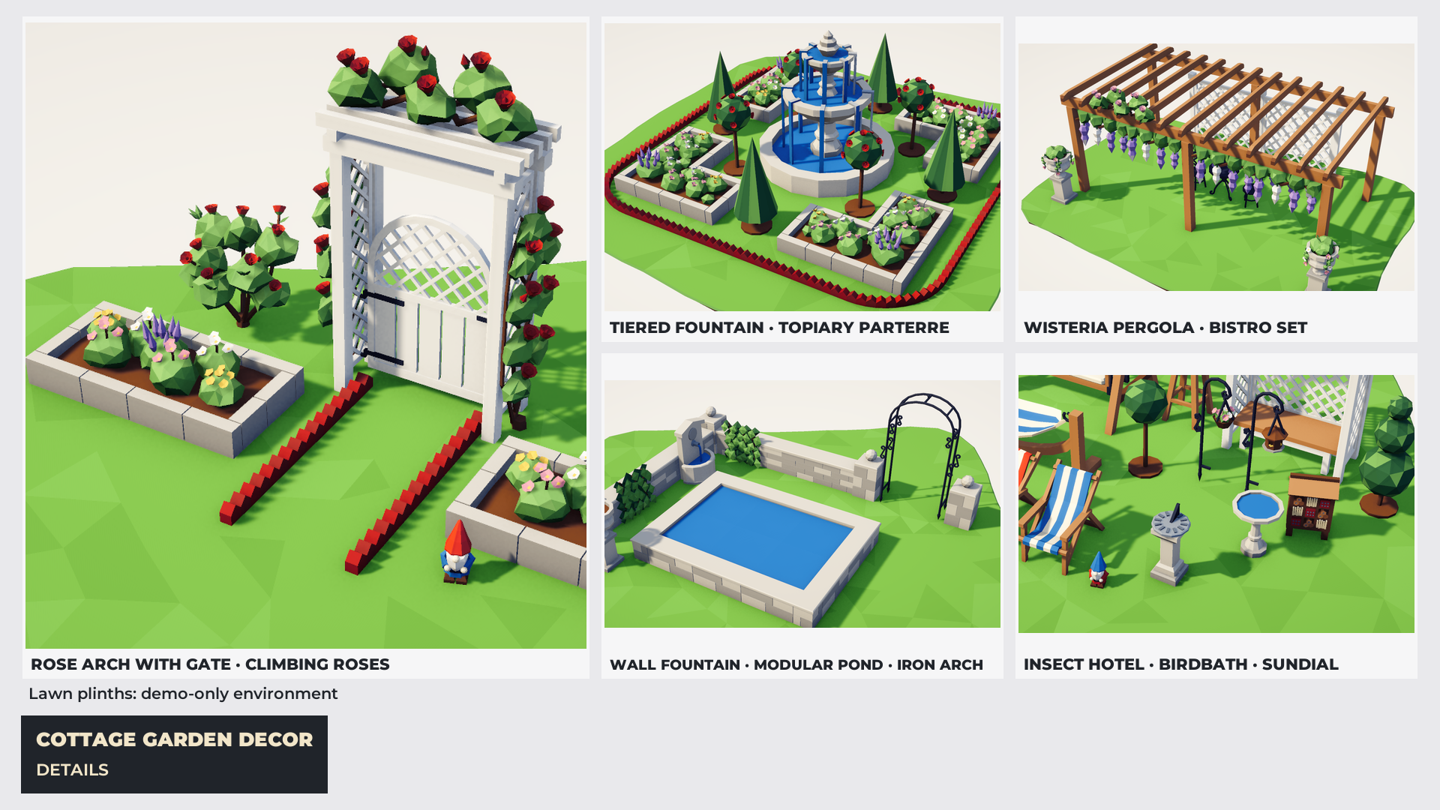 ROSE ARCH WITH GATE · CLIMBING ROSES
TIERED FOUNTAIN · TOPIARY PARTERRE
WISTERIA PERGOLA · BISTRO SET
WALL FOUNTAIN · MODULAR POND · IRON ARCH
INSECT HOTEL · BIRDBATH · SUNDIAL
Lawn plinths: demo-only environment
COTTAGE GARDEN DECOR
DETAILS